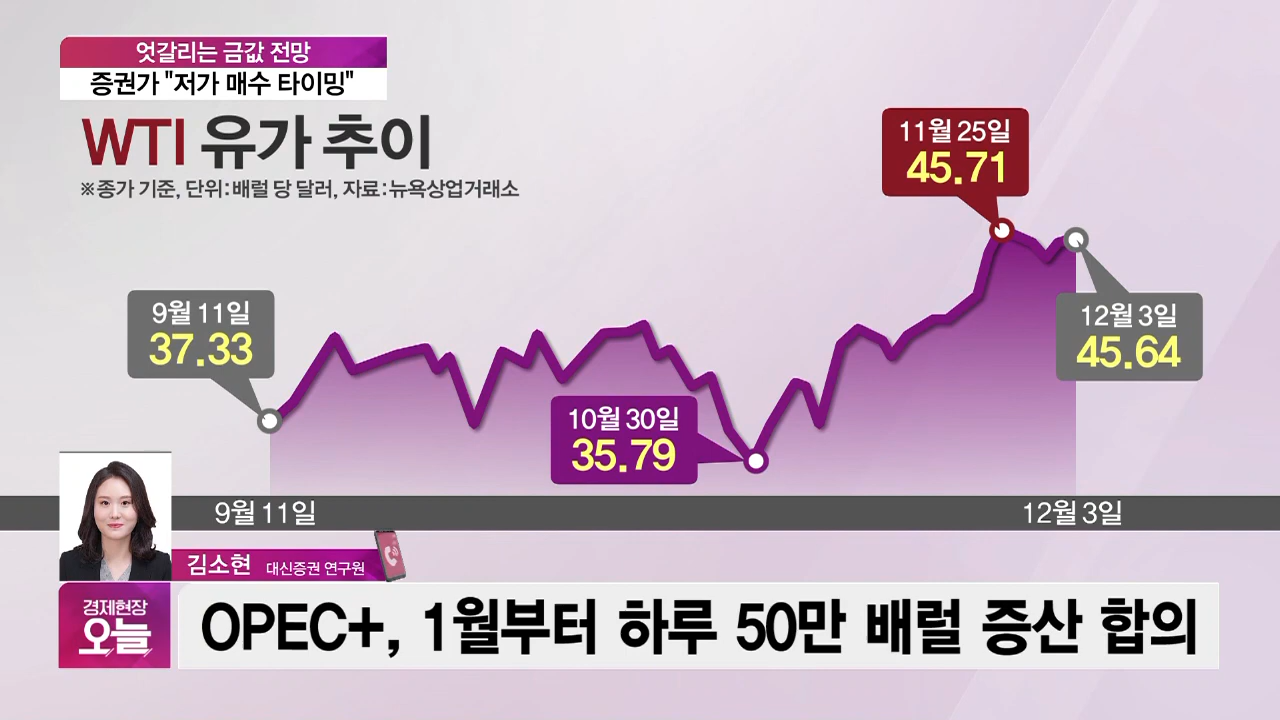 엇갈리는 금값 전망
증권가 "저가 매수 타이밍"
WTI 유가 추이
※종가 기준, 단위:배럴 당 달러, 자료:뉴욕상업거래소
11월 25일
45.71
9월 11일
37.33
12월 3일
45.64
10월 30일
35.79
9월 11일
12월 3일
김소현 대신증권 연구원
경제현장
오늘
OPEC+, 1월부터 하루 50만 배럴 증산 합의